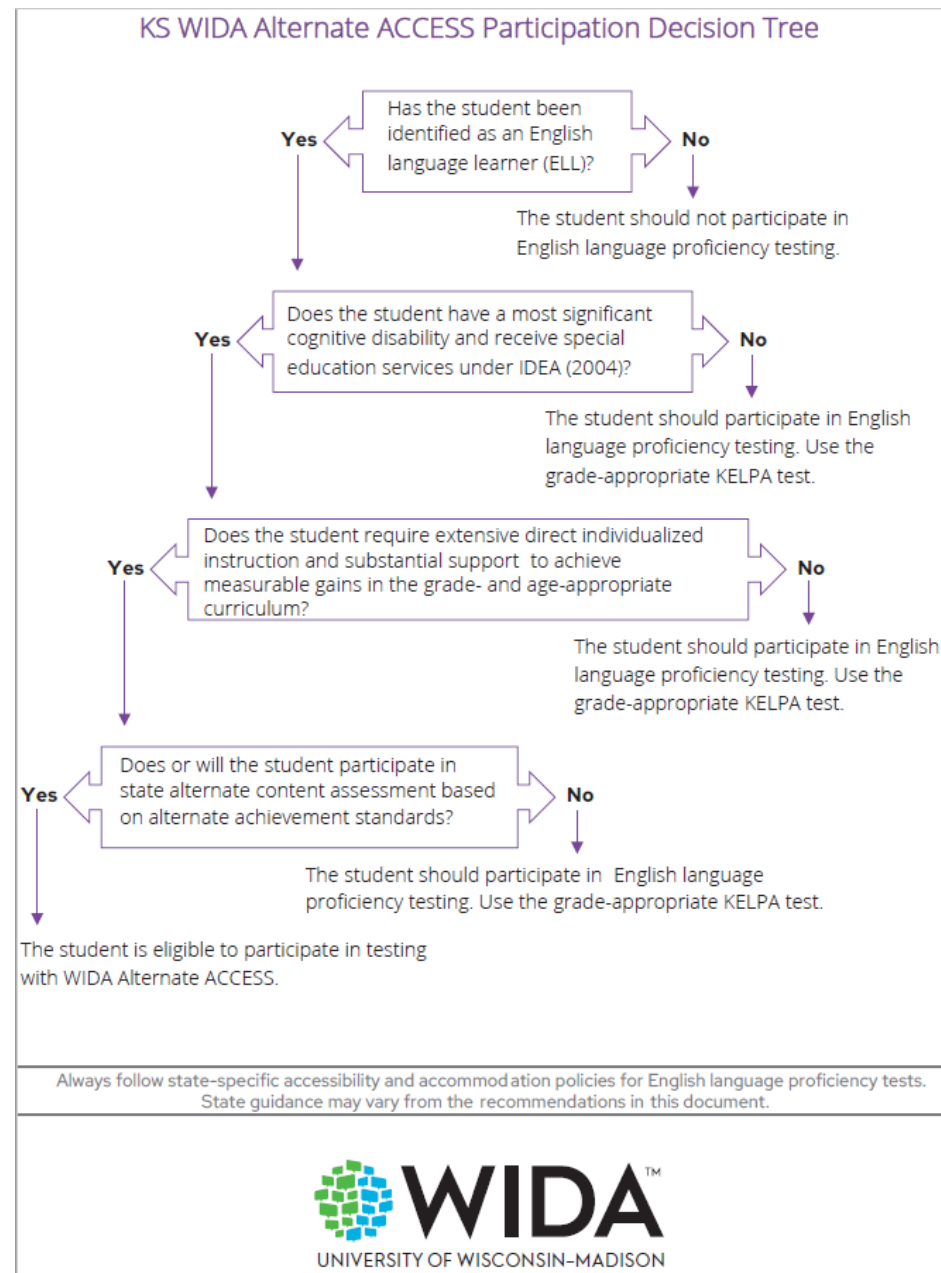 KS WIDA Alternate ACCESS Participation Decision Tree
Has the student been
identified as an English
language learner (ELL)?
Yes
No
The student should not participate in
English language proficiency testing.
Does the student have a most significant
cognitive disability and receive special
education services under IDEA (2004)?
Yes
No
The student should participate in English
language proficiency testing. Use the
grade-appropriate KELPA test.
Does the student require extensive direct individualized
instruction and substantial support to achieve
measurable gains in the grade- and age-appropriate
curriculum?
Yes
No
The student should participate in English
language proficiency testing. Use the
grade-appropriate KELPA test.
Does or will the student participate in
state alternate content assessment based
on alternate achievement standards?
Yes
No
The student should participate in English language
proficiency testing. Use the grade-appropriate KELPA test.
The student is eligible to participate in testing
with WIDA Alternate ACCESS.
Always follow state-specific accessibility and accommodation policies for English language proficiency tests.
State guidance may vary from the recommendations in this document.
WIDA™
UNIVERSITY OF WISCONSIN–MADISON